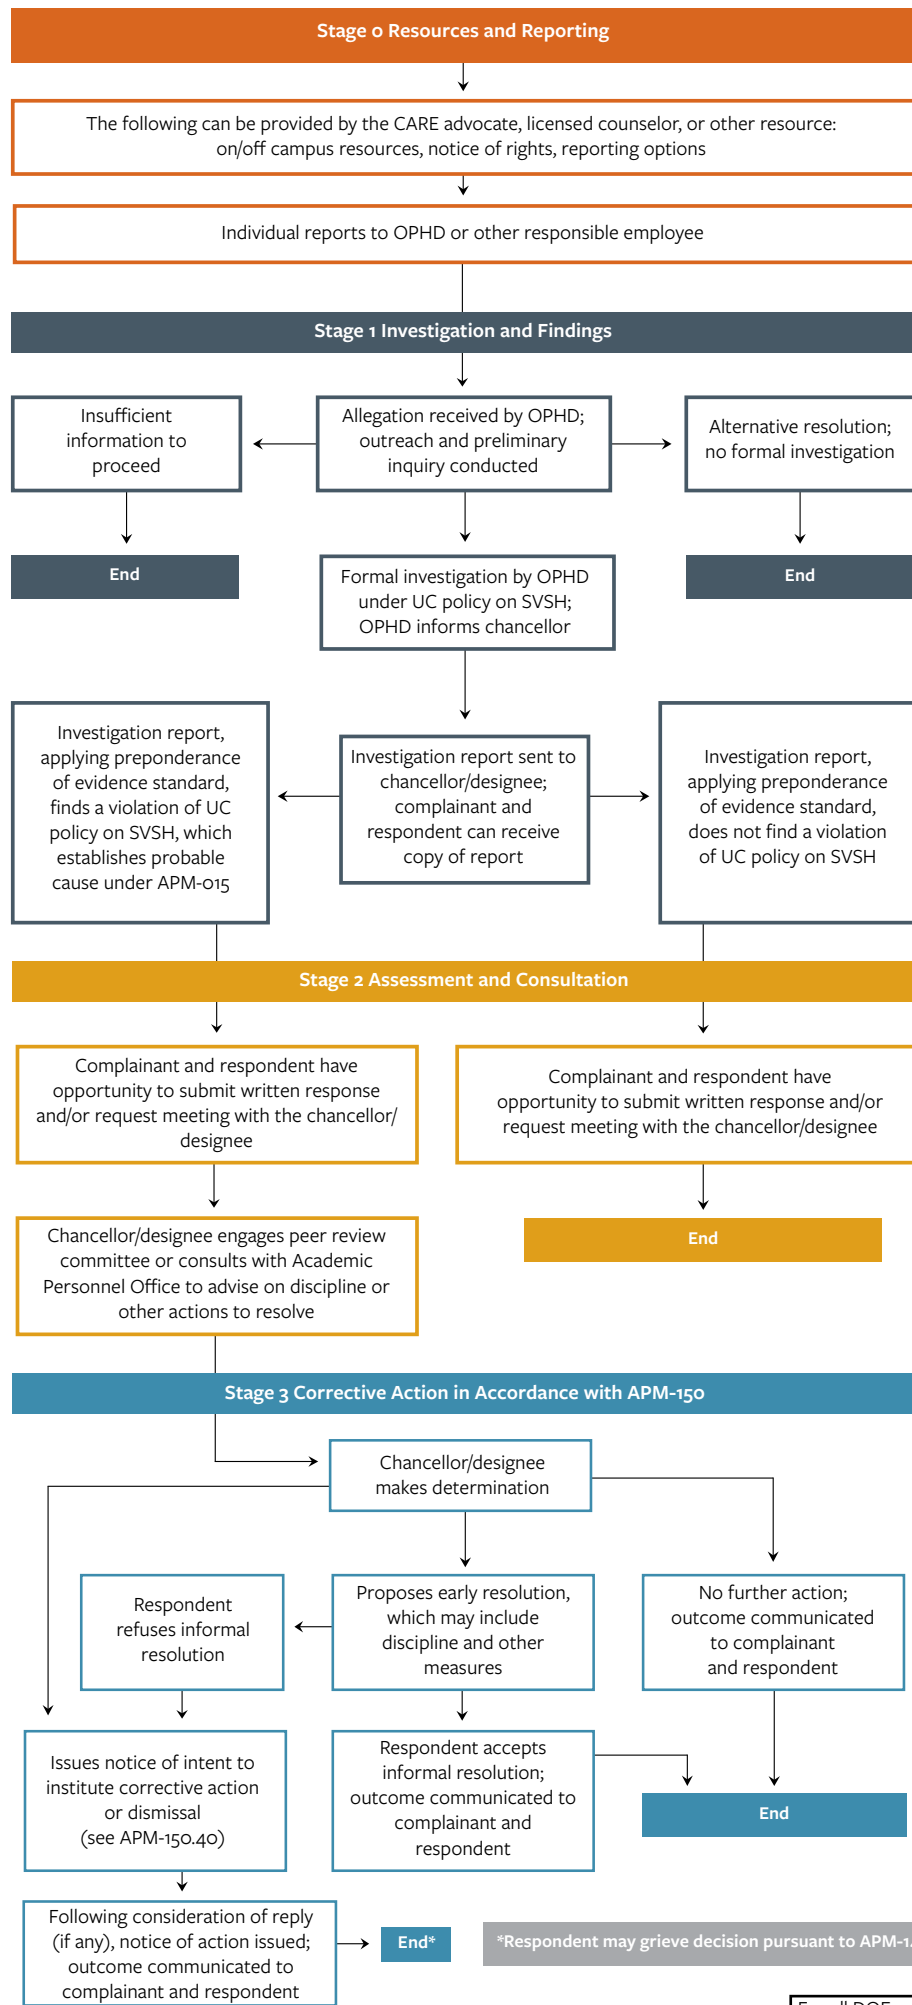 Stage 0 Resources and Reporting
The following can be provided by the CARE advocate, licensed counselor, or other resource:
on/off campus resources, notice of rights, reporting options
Individual reports to OPHD or other responsible employee
Stage 1 Investigation and Findings
Insufficient
information to
proceed
Allegation received by OPHD;
outreach and preliminary
inquiry conducted
Alternative resolution;
no formal investigation
End
Formal investigation by OPHD
under UC policy on SVSH;
OPHD informs chancellor
End
Investigation report,
applying preponderance
of evidence standard,
finds a violation of UC
policy on SVSH, which
establishes probable
cause under APM-015
Investigation report sent to
chancellor/designee;
complainant and
respondent can receive
copy of report
Investigation report,
applying preponderance
of evidence standard,
does not find a violation
of UC policy on SVSH
Stage 2 Assessment and Consultation
Complainant and respondent have
opportunity to submit written response
and/or request meeting with the chancellor/
designee
Complainant and respondent have
opportunity to submit written response and/or
request meeting with the chancellor/designee
Chancellor/designee engages peer review
committee or consults with Academic
Personnel Office to advise on discipline or
other actions to resolve
End
Stage 3 Corrective Action in Accordance with APM-150
Chancellor/designee
makes determination
Respondent
refuses informal
resolution
Proposes early resolution,
which may include
discipline and other
measures
No further action;
outcome communicated
to complainant
and respondent
Issues notice of intent to
institute corrective action
or dismissal
(see APM-150.40)
Respondent accepts
informal resolution;
outcome communicated to
complainant and
respondent
End
Following consideration of reply
(if any), notice of action issued;
outcome communicated to
complainant and respondent
End*
*Respondent may grieve decision pursuant to